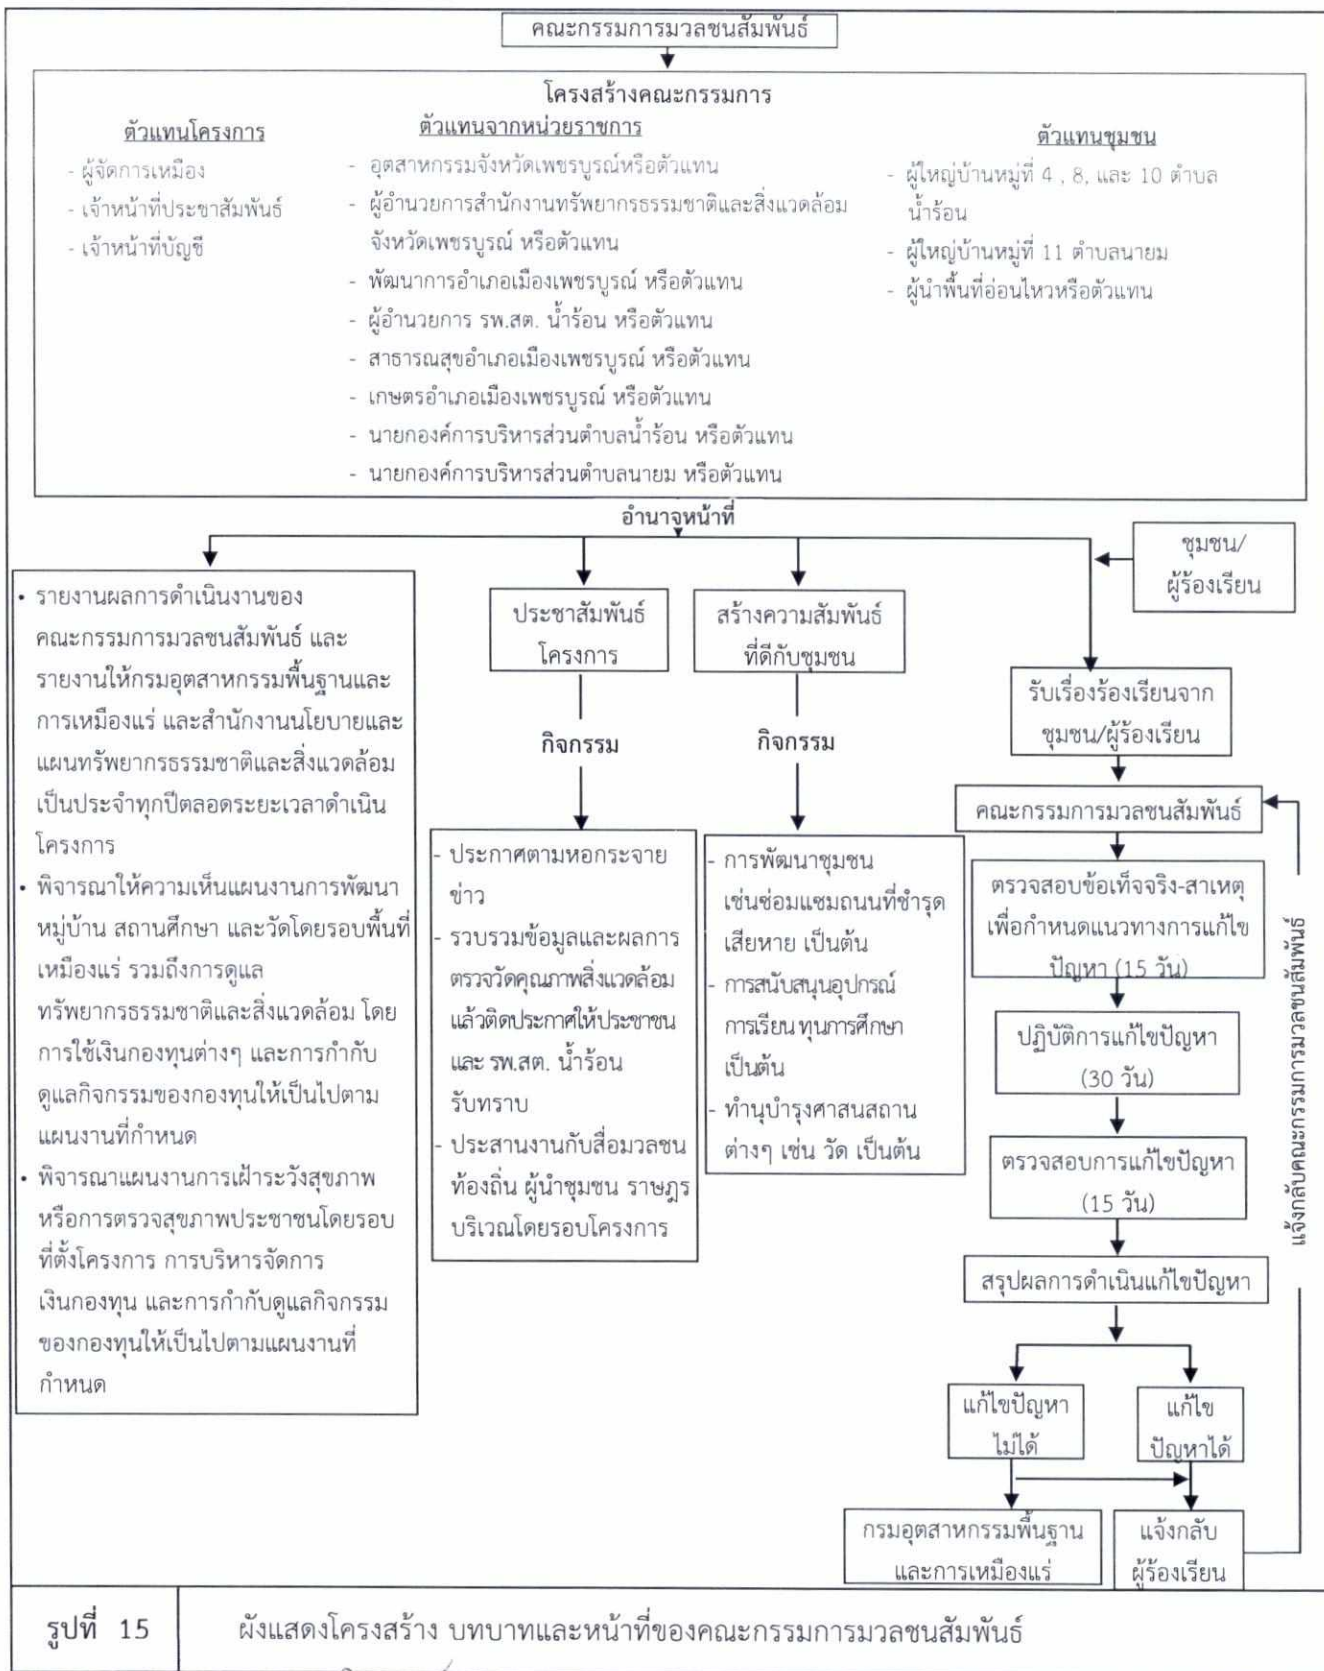 คณะกรรมการมวลชนสัมพันธ์
โครงสร้างคณะกรรมการ
ตัวแทนโครงการ
- ผู้จัดการเหมือง
- เจ้าหน้าที่ประชาสัมพันธ์
- เจ้าหน้าที่บัญชี
ตัวแทนจากหน่วยราชการ
- อุตสาหกรรมจังหวัดเพชรบูรณ์หรือตัวแทน
- ผู้อำนวยการสำนักงานทรัพยากรธรรมชาติและสิ่งแวดล้อม
จังหวัดเพชรบูรณ์ หรือตัวแทน
- พัฒนาการอำเภอเมืองเพชรบูรณ์ หรือตัวแทน
- ผู้อำนวยการ รพ.สต. น้ำร้อน หรือตัวแทน
- สาธารณสุขอำเภอเมืองเพชรบูรณ์ หรือตัวแทน
- เกษตรอำเภอเมืองเพชรบูรณ์ หรือตัวแทน
- นายกองค์การบริหารส่วนตำบลน้ำร้อน หรือตัวแทน
- นายกองค์การบริหารส่วนตำบลนายม หรือตัวแทน
ตัวแทนชุมชน
- ผู้ใหญ่บ้านหมู่ที่ 4 , 8, และ 10 ตำบล
น้ำร้อน
- ผู้ใหญ่บ้านหมู่ที่ 11 ตำบลนายม
- ผู้นำพื้นที่อ่อนไหวหรือตัวแทน
อำนาจหน้าที่
• รายงานผลการดำเนินงานของ
คณะกรรมการมวลชนสัมพันธ์ และ
รายงานให้กรมอุตสาหกรรมพื้นฐานและ
การเหมืองแร่ และสำนักงานนโยบายและ
แผนทรัพยากรธรรมชาติและสิ่งแวดล้อม
เป็นประจำทุกปีตลอดระยะเวลาดำเนิน
โครงการ
• พิจารณาให้ความเห็นแผนงานการพัฒนา
หมู่บ้าน สถานศึกษา และวัดโดยรอบพื้นที่
เหมืองแร่ รวมถึงการดูแล
ทรัพยากรธรรมชาติและสิ่งแวดล้อม โดย
การใช้เงินกองทุนต่างๆ และการกำกับ
ดูแลกิจกรรมของกองทุนให้เป็นไปตาม
แผนงานที่กำหนด
• พิจารณาแผนงานการเฝ้าระวังสุขภาพ
หรือการตรวจสุขภาพประชาชนโดยรอบ
ที่ตั้งโครงการ การบริหารจัดการ
เงินกองทุน และการกำกับดูแลกิจกรรม
ของกองทุนให้เป็นไปตามแผนงานที่
กำหนด
ประชาสัมพันธ์
โครงการ
กิจกรรม
- ประกาศตามหอกระจาย
ข่าว
- รวบรวมข้อมูลและผลการ
ตรวจวัดคุณภาพสิ่งแวดล้อม
แล้วติดประกาศให้ประชาชน
และ รพ.สต. น้ำร้อน
รับทราบ
- ประสานงานกับสื่อมวลชน
ท้องถิ่น ผู้นำชุมชน ราษฎร
บริเวณโดยรอบโครงการ
สร้างความสัมพันธ์
ที่ดีกับชุมชน
กิจกรรม
- การพัฒนาชุมชน
เช่นซ่อมแซมถนนที่ชำรุด
เสียหาย เป็นต้น
- การสนับสนุนอุปกรณ์
การเรียน ทุนการศึกษา
เป็นต้น
- ทำนุบำรุงศาสนสถาน
ต่างๆ เช่น วัด เป็นต้น
ชุมชน/
ผู้ร้องเรียน
รับเรื่องร้องเรียนจาก
ชุมชน/ผู้ร้องเรียน
คณะกรรมการมวลชนสัมพันธ์
ตรวจสอบข้อเท็จจริง-สาเหตุ
เพื่อกำหนดแนวทางการแก้ไข
ปัญหา (15 วัน)
ปฏิบัติการแก้ไขปัญหา
(30 วัน)
ตรวจสอบการแก้ไขปัญหา
(15 วัน)
สรุปผลการดำเนินแก้ไขปัญหา
แก้ไขปัญหา
ไม่ได้
แก้ไข
ปัญหาได้
กรมอุตสาหกรรมพื้นฐาน
และการเหมืองแร่
แจ้งกลับ
ผู้ร้องเรียน
แจ้งกลับคณะกรรมการมวลชนสัมพันธ์
รูปที่ 15
ผังแสดงโครงสร้าง บทบาทและหน้าที่ของคณะกรรมการมวลชนสัมพันธ์